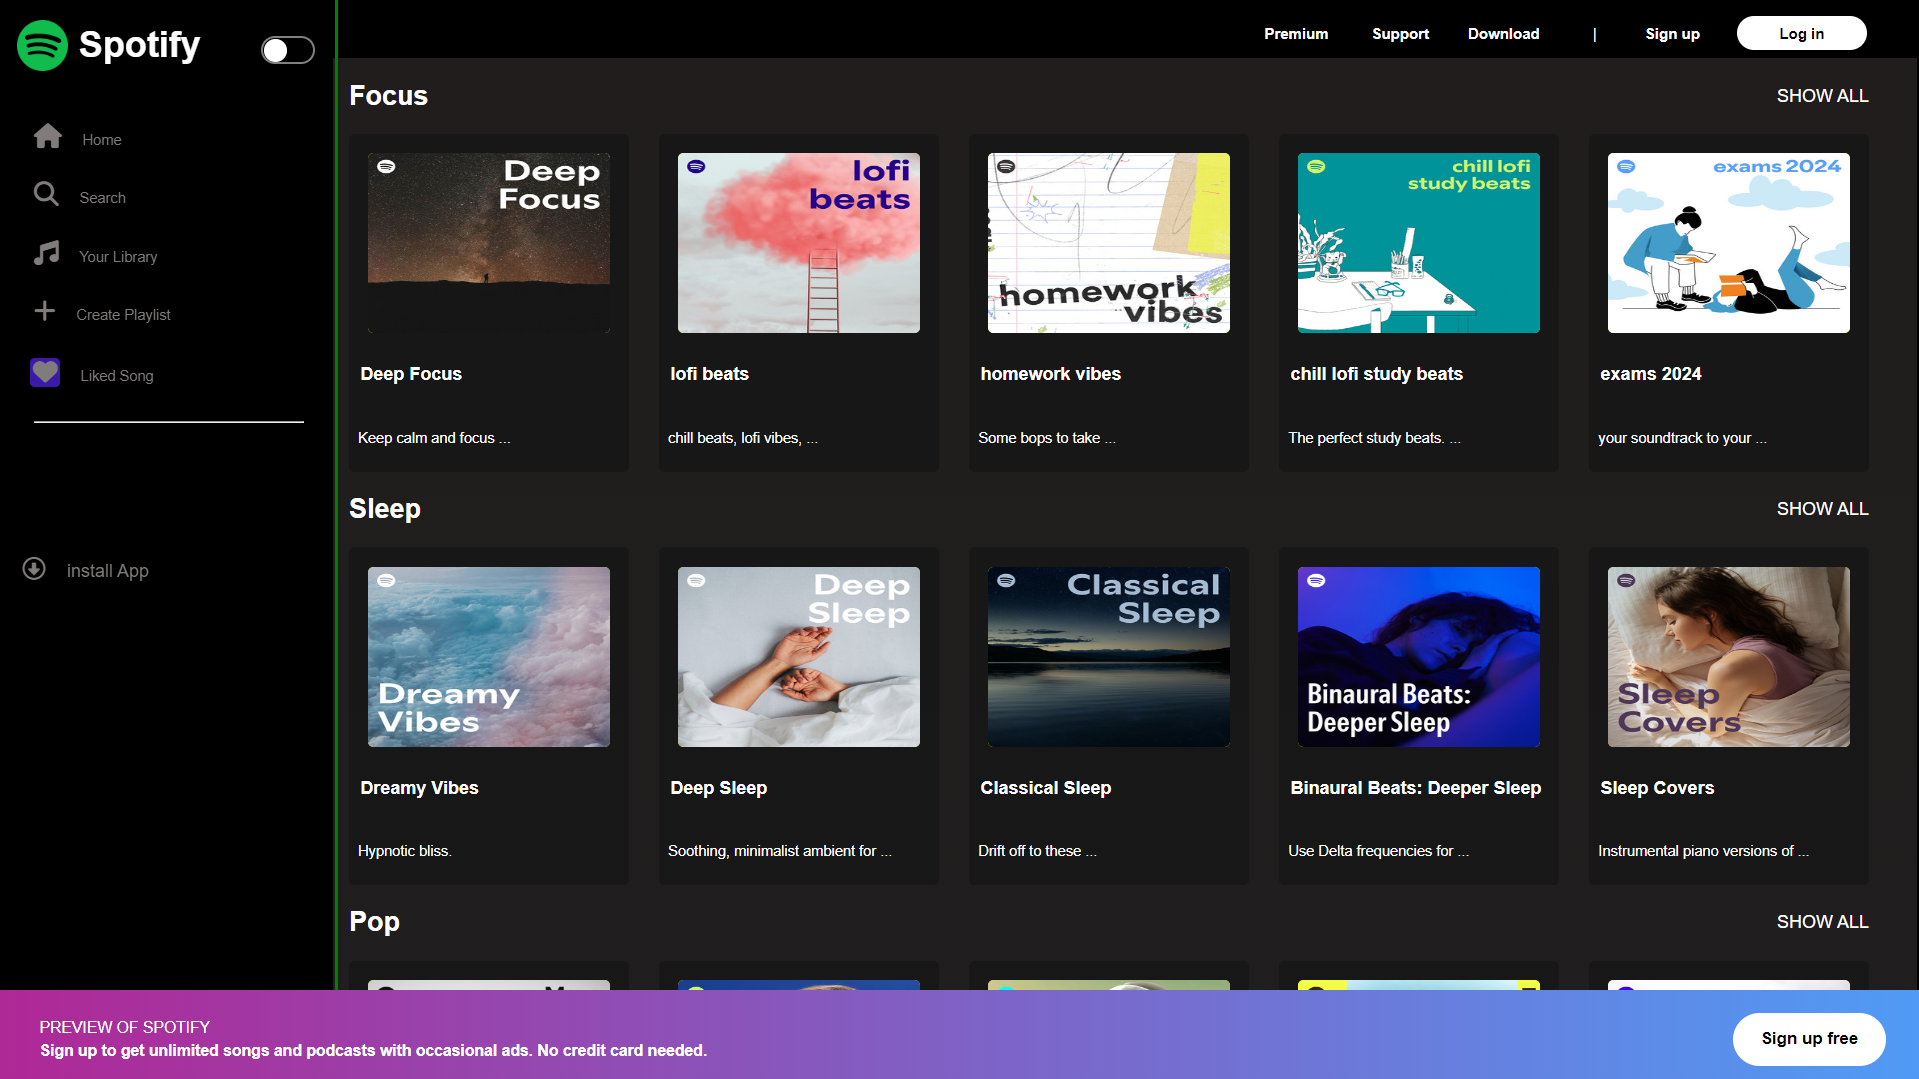 Spotify
Premium
Support
Download
|
Sign up
Log in
Home
Search
Your Library
Create Playlist
Liked Song
install App
Focus
SHOW ALL
Deep
Focus
lofi
beats
homework
vibes
chill lofi
study beats
exams 2024
Deep Focus
lofi beats
homework vibes
chill lofi study beats
exams 2024
Keep calm and focus ...
chill beats, lofi vibes, ...
Some bops to take ...
The perfect study beats. ...
your soundtrack to your ...
Sleep
SHOW ALL
Dreamy
Vibes
Deep
Sleep
Classical
Sleep
Binaural Beats:
Deeper Sleep
Sleep
Covers
Dreamy Vibes
Deep Sleep
Classical Sleep
Binaural Beats: Deeper Sleep
Sleep Covers
Hypnotic bliss.
Soothing, minimalist ambient for ...
Drift off to these ...
Use Delta frequencies for ...
Instrumental piano versions of ...
Pop
SHOW ALL
PREVIEW OF SPOTIFY
Sign up to get unlimited songs and podcasts with occasional ads. No credit card needed.
Sign up free